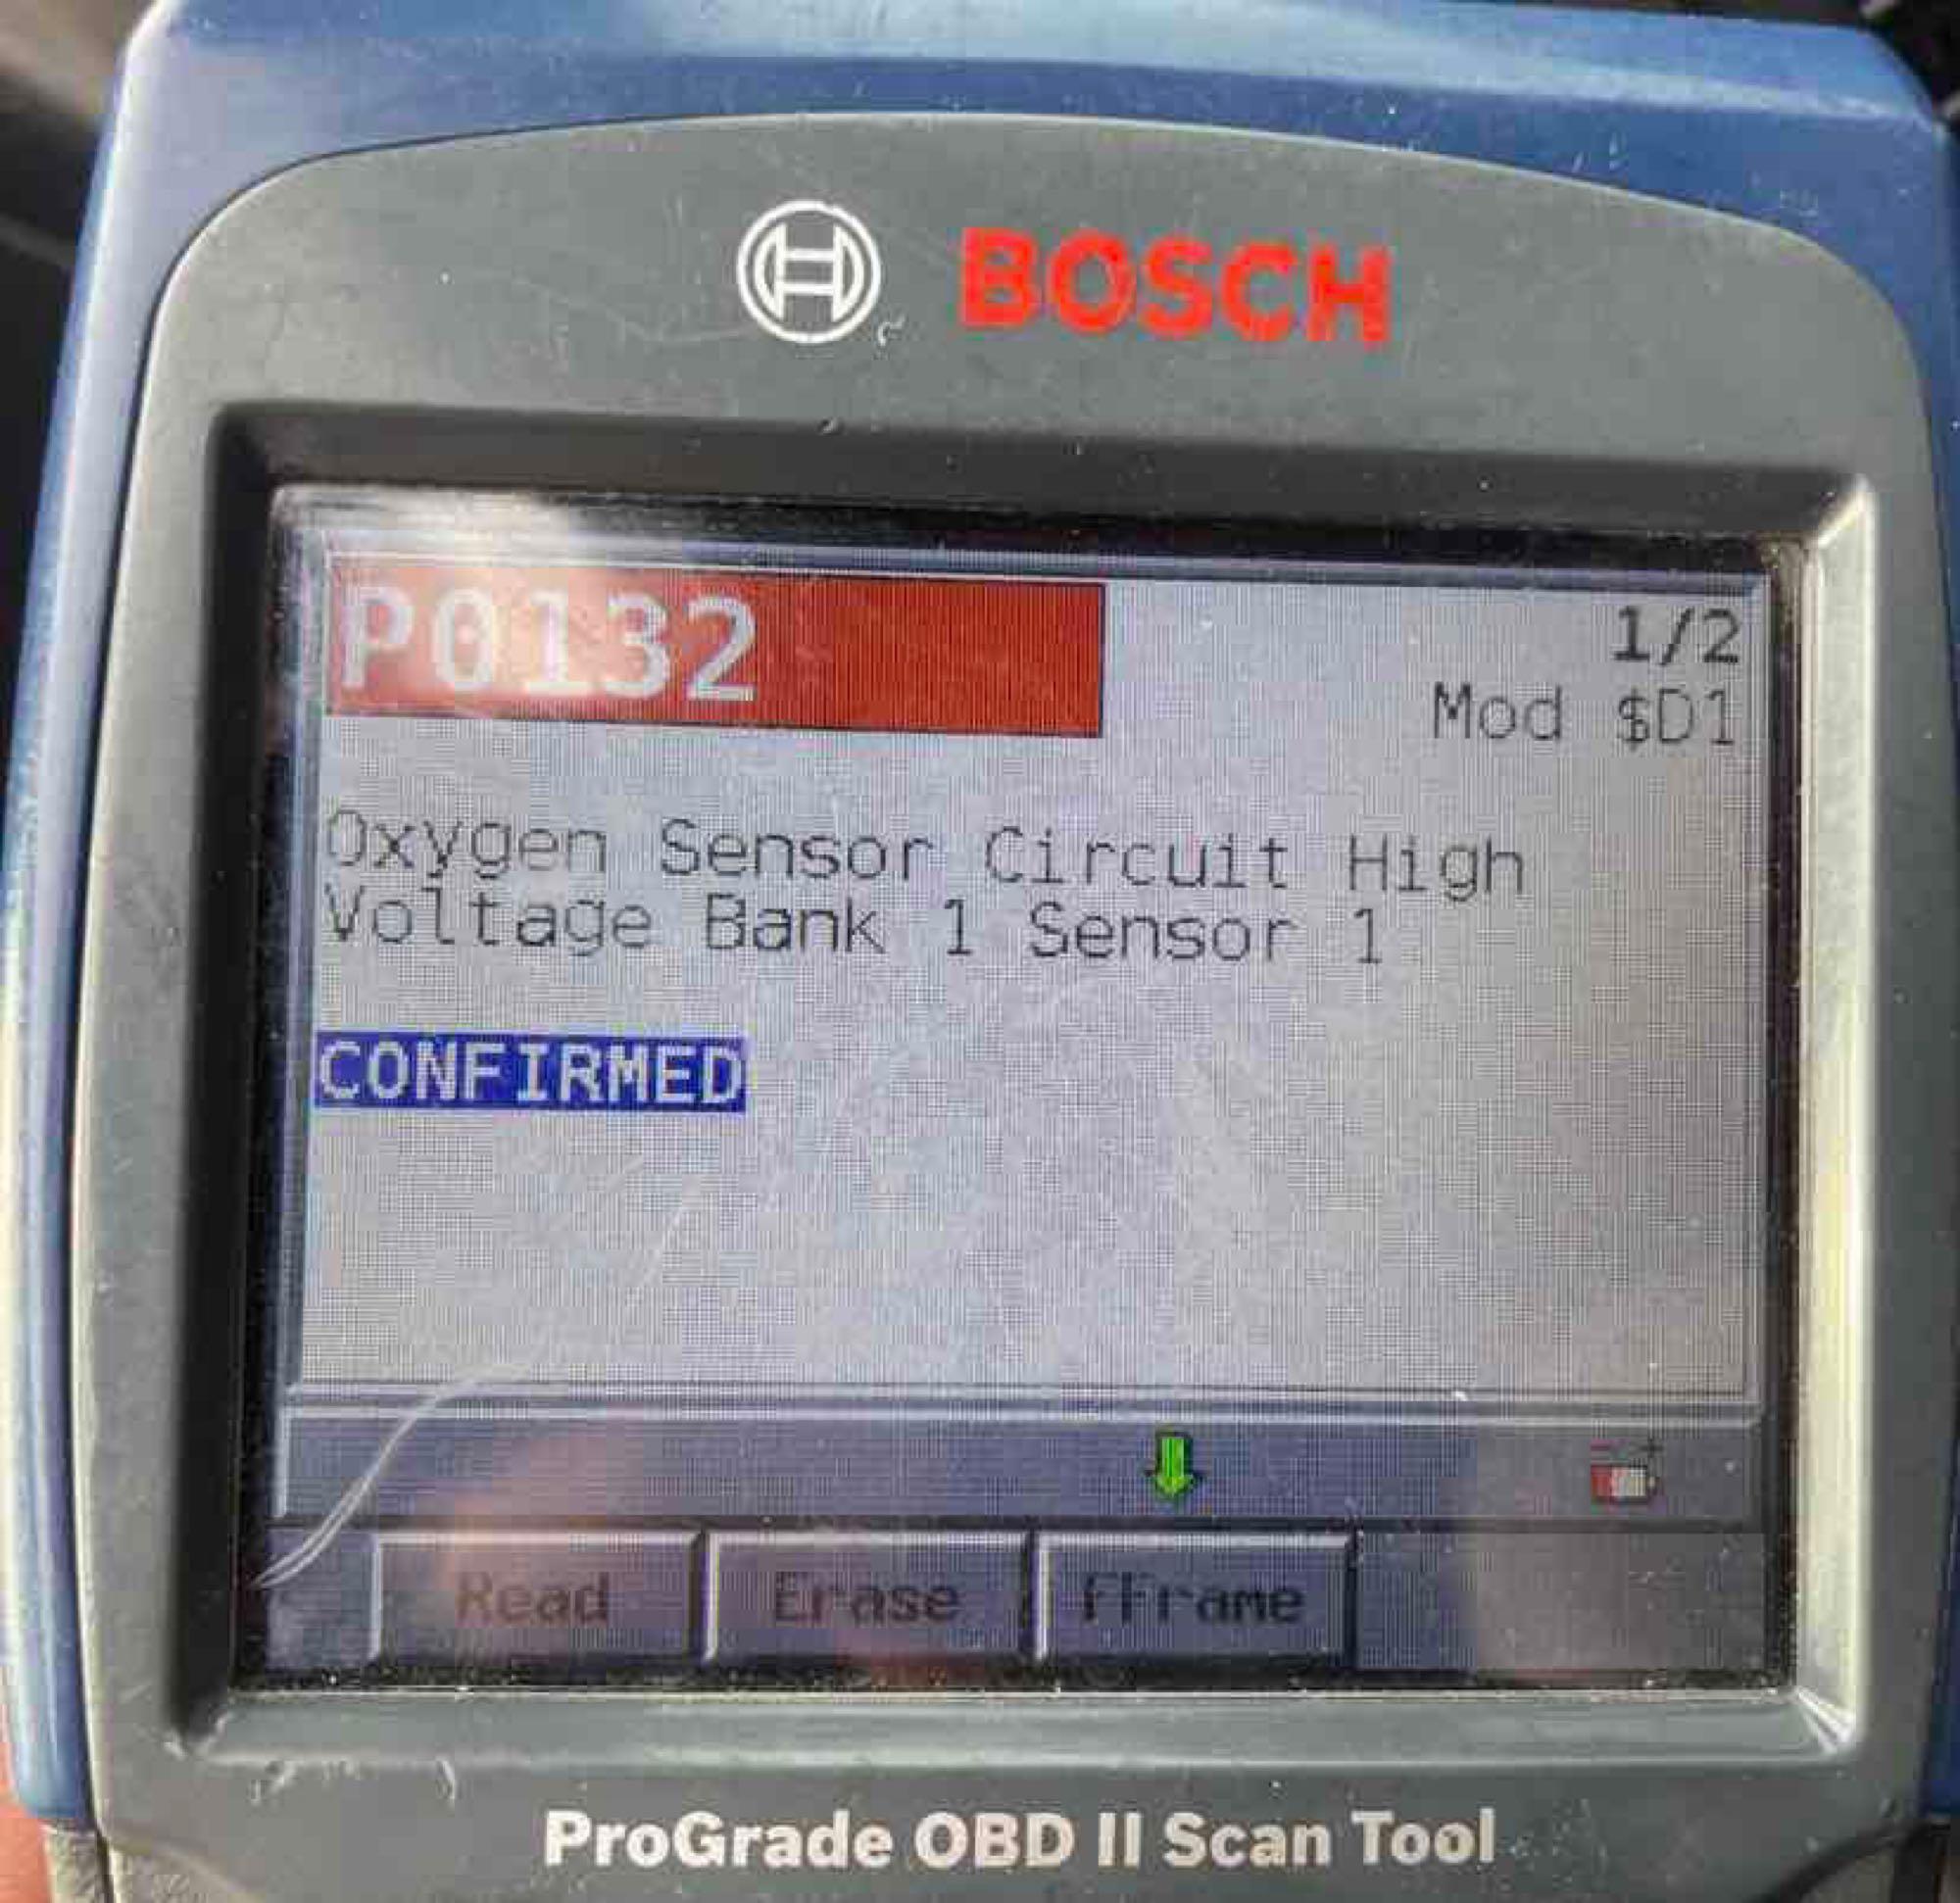 BOSCH
P0132
1/2
Mod $D1
Oxygen Sensor Circuit High
Voltage Bank 1 Sensor 1
CONFIRMED
Read Erase fFrame
ProGrade OBD II Scan Tool